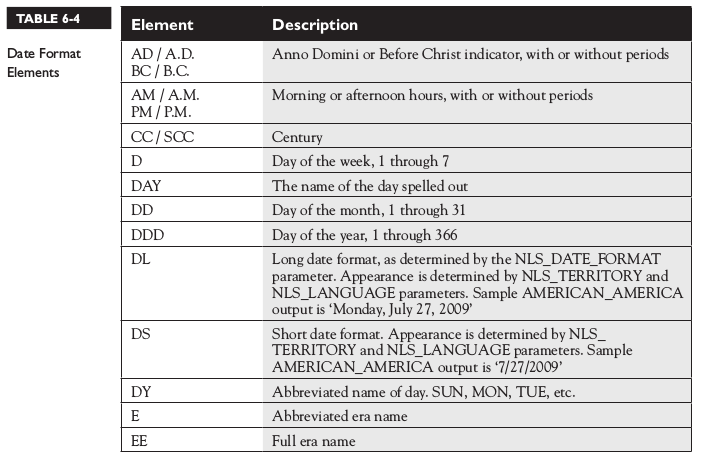 TABLE 6-4
Date Format
Elements
Element Description
AD / A.D. Anno Domini or Before Christ indicator, with or without periods
BC / B.C.
AM / A.M. Morning or afternoon hours, with or without periods
PM / P.M.
CC / SCC Century
D Day of the week, 1 through 7
DAY The name of the day spelled out
DD Day of the month, 1 through 31
DDD Day of the year, 1 through 366
DL Long date format, as determined by the NLS_DATE_FORMAT
parameter. Appearance is determined by NLS_TERRITORY and
NLS_LANGUAGE parameters. Sample AMERICAN_AMERICA
output is ‘Monday, July 27, 2009’
DS Short date format. Appearance is determined by NLS_
TERRITORY and NLS_LANGUAGE parameters. Sample
AMERICAN_AMERICA output is ‘7/27/2009’
DY Abbreviated name of day. SUN, MON, TUE, etc.
E Abbreviated era name
EE Full era name